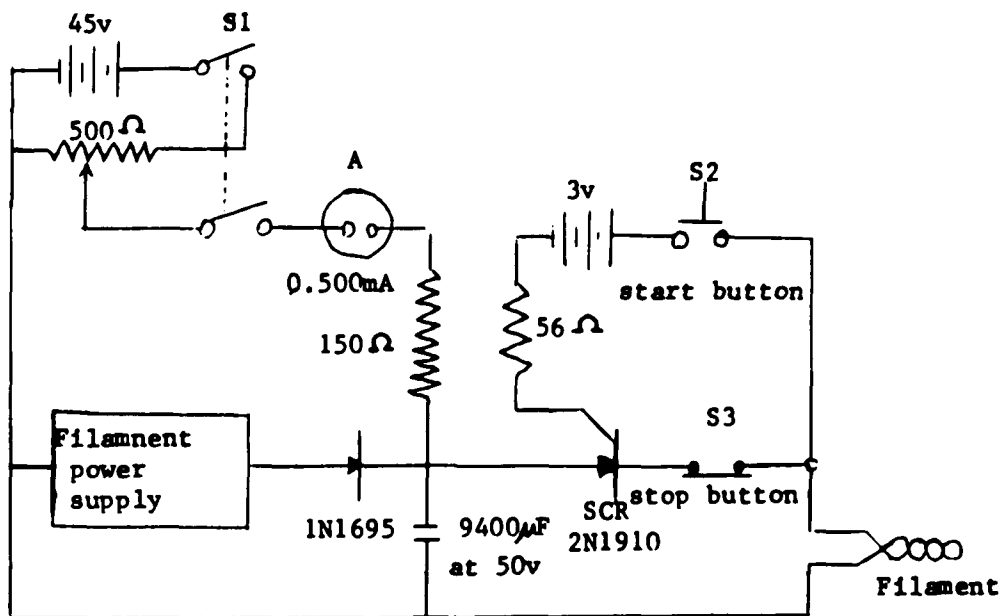 45v
S1
500Ω
A
0.500mA
150Ω
3v
S2
start button
56Ω
Filamnent
power
supply
1N1695
9400μF
at 50v
SCR
2N1910
S3
stop button
Filament